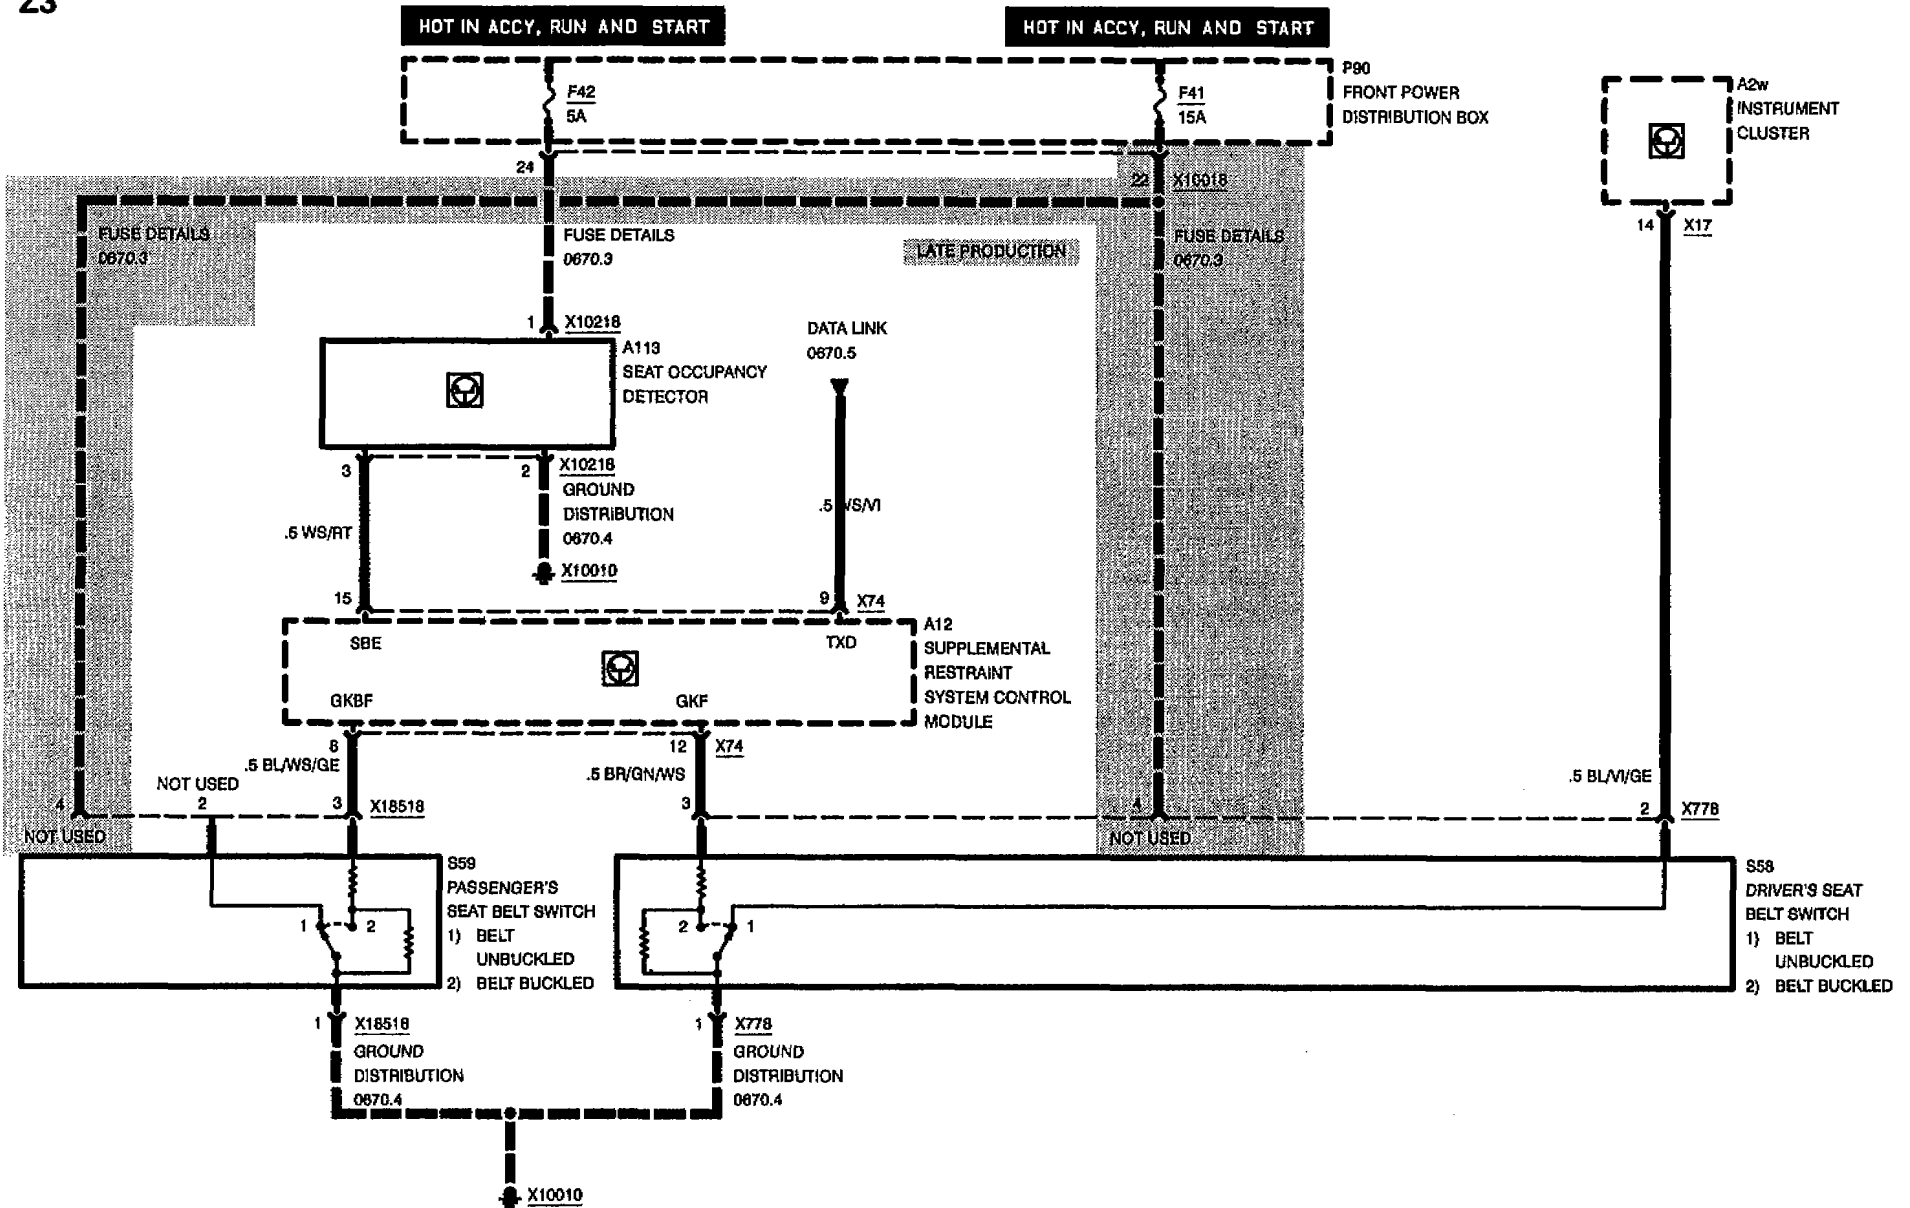 23
HOT IN ACCY, RUN AND START
HOT IN ACCY, RUN AND START
P90
FRONT POWER
DISTRIBUTION BOX
F42
5A
F41
15A
A2w
INSTRUMENT
CLUSTER
24
22
X10018
14
X17
FUSE DETAILS
0670.3
FUSE DETAILS
0670.3
LATE PRODUCTION
FUSE DETAILS
0670.3
1
X10218
DATA LINK
0670.5
A113
SEAT OCCUPANCY
DETECTOR
3
2
X10218
GROUND
DISTRIBUTION
0670.4
.5 WS/RT
.5 WS/VI
X10010
15
9
X74
SBE
TXD
A12
SUPPLEMENTAL
RESTRAINT
SYSTEM CONTROL
MODULE
GKBF
GKF
8
12
X74
.5 BL/WS/GE
.5 BR/GN/WS
.5 BL/VI/GE
NOT USED
4
2
3
X18518
3
4
2
X778
NOT USED
NOT USED
S59
PASSENGER'S
SEAT BELT SWITCH
1) BELT
UNBUCKLED
2) BELT BUCKLED
1
2
2
1
S58
DRIVER'S SEAT
BELT SWITCH
1) BELT
UNBUCKLED
2) BELT BUCKLED
1
X18518
GROUND
DISTRIBUTION
0670.4
1
X778
GROUND
DISTRIBUTION
0670.4
X10010